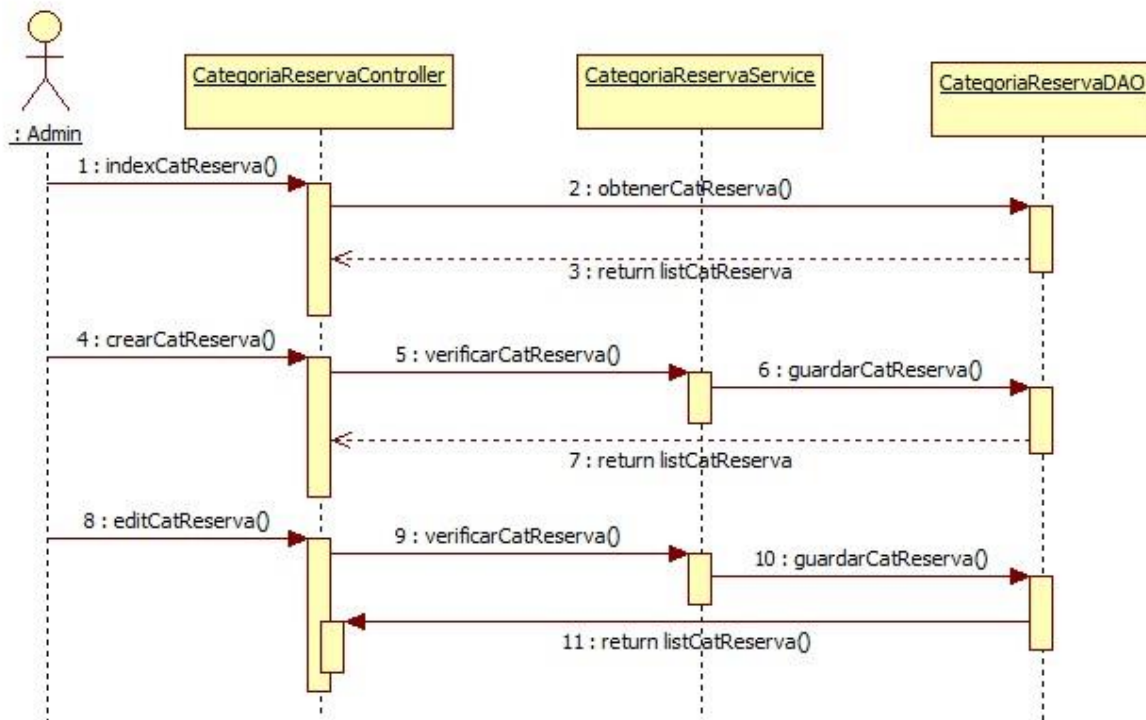 CategoriaReservaController
CategoriaReservaService
CategoriaReservaDAO
: Admin
1 : indexCatReserva()
2 : obtenerCatReserva()
3 : return listCatReserva
4 : crearCatReserva()
5 : verificarCatReserva()
6 : guardarCatReserva()
7 : return listCatReserva
8 : editCatReserva()
9 : verificarCatReserva()
10 : guardarCatReserva()
11 : return listCatReserva()